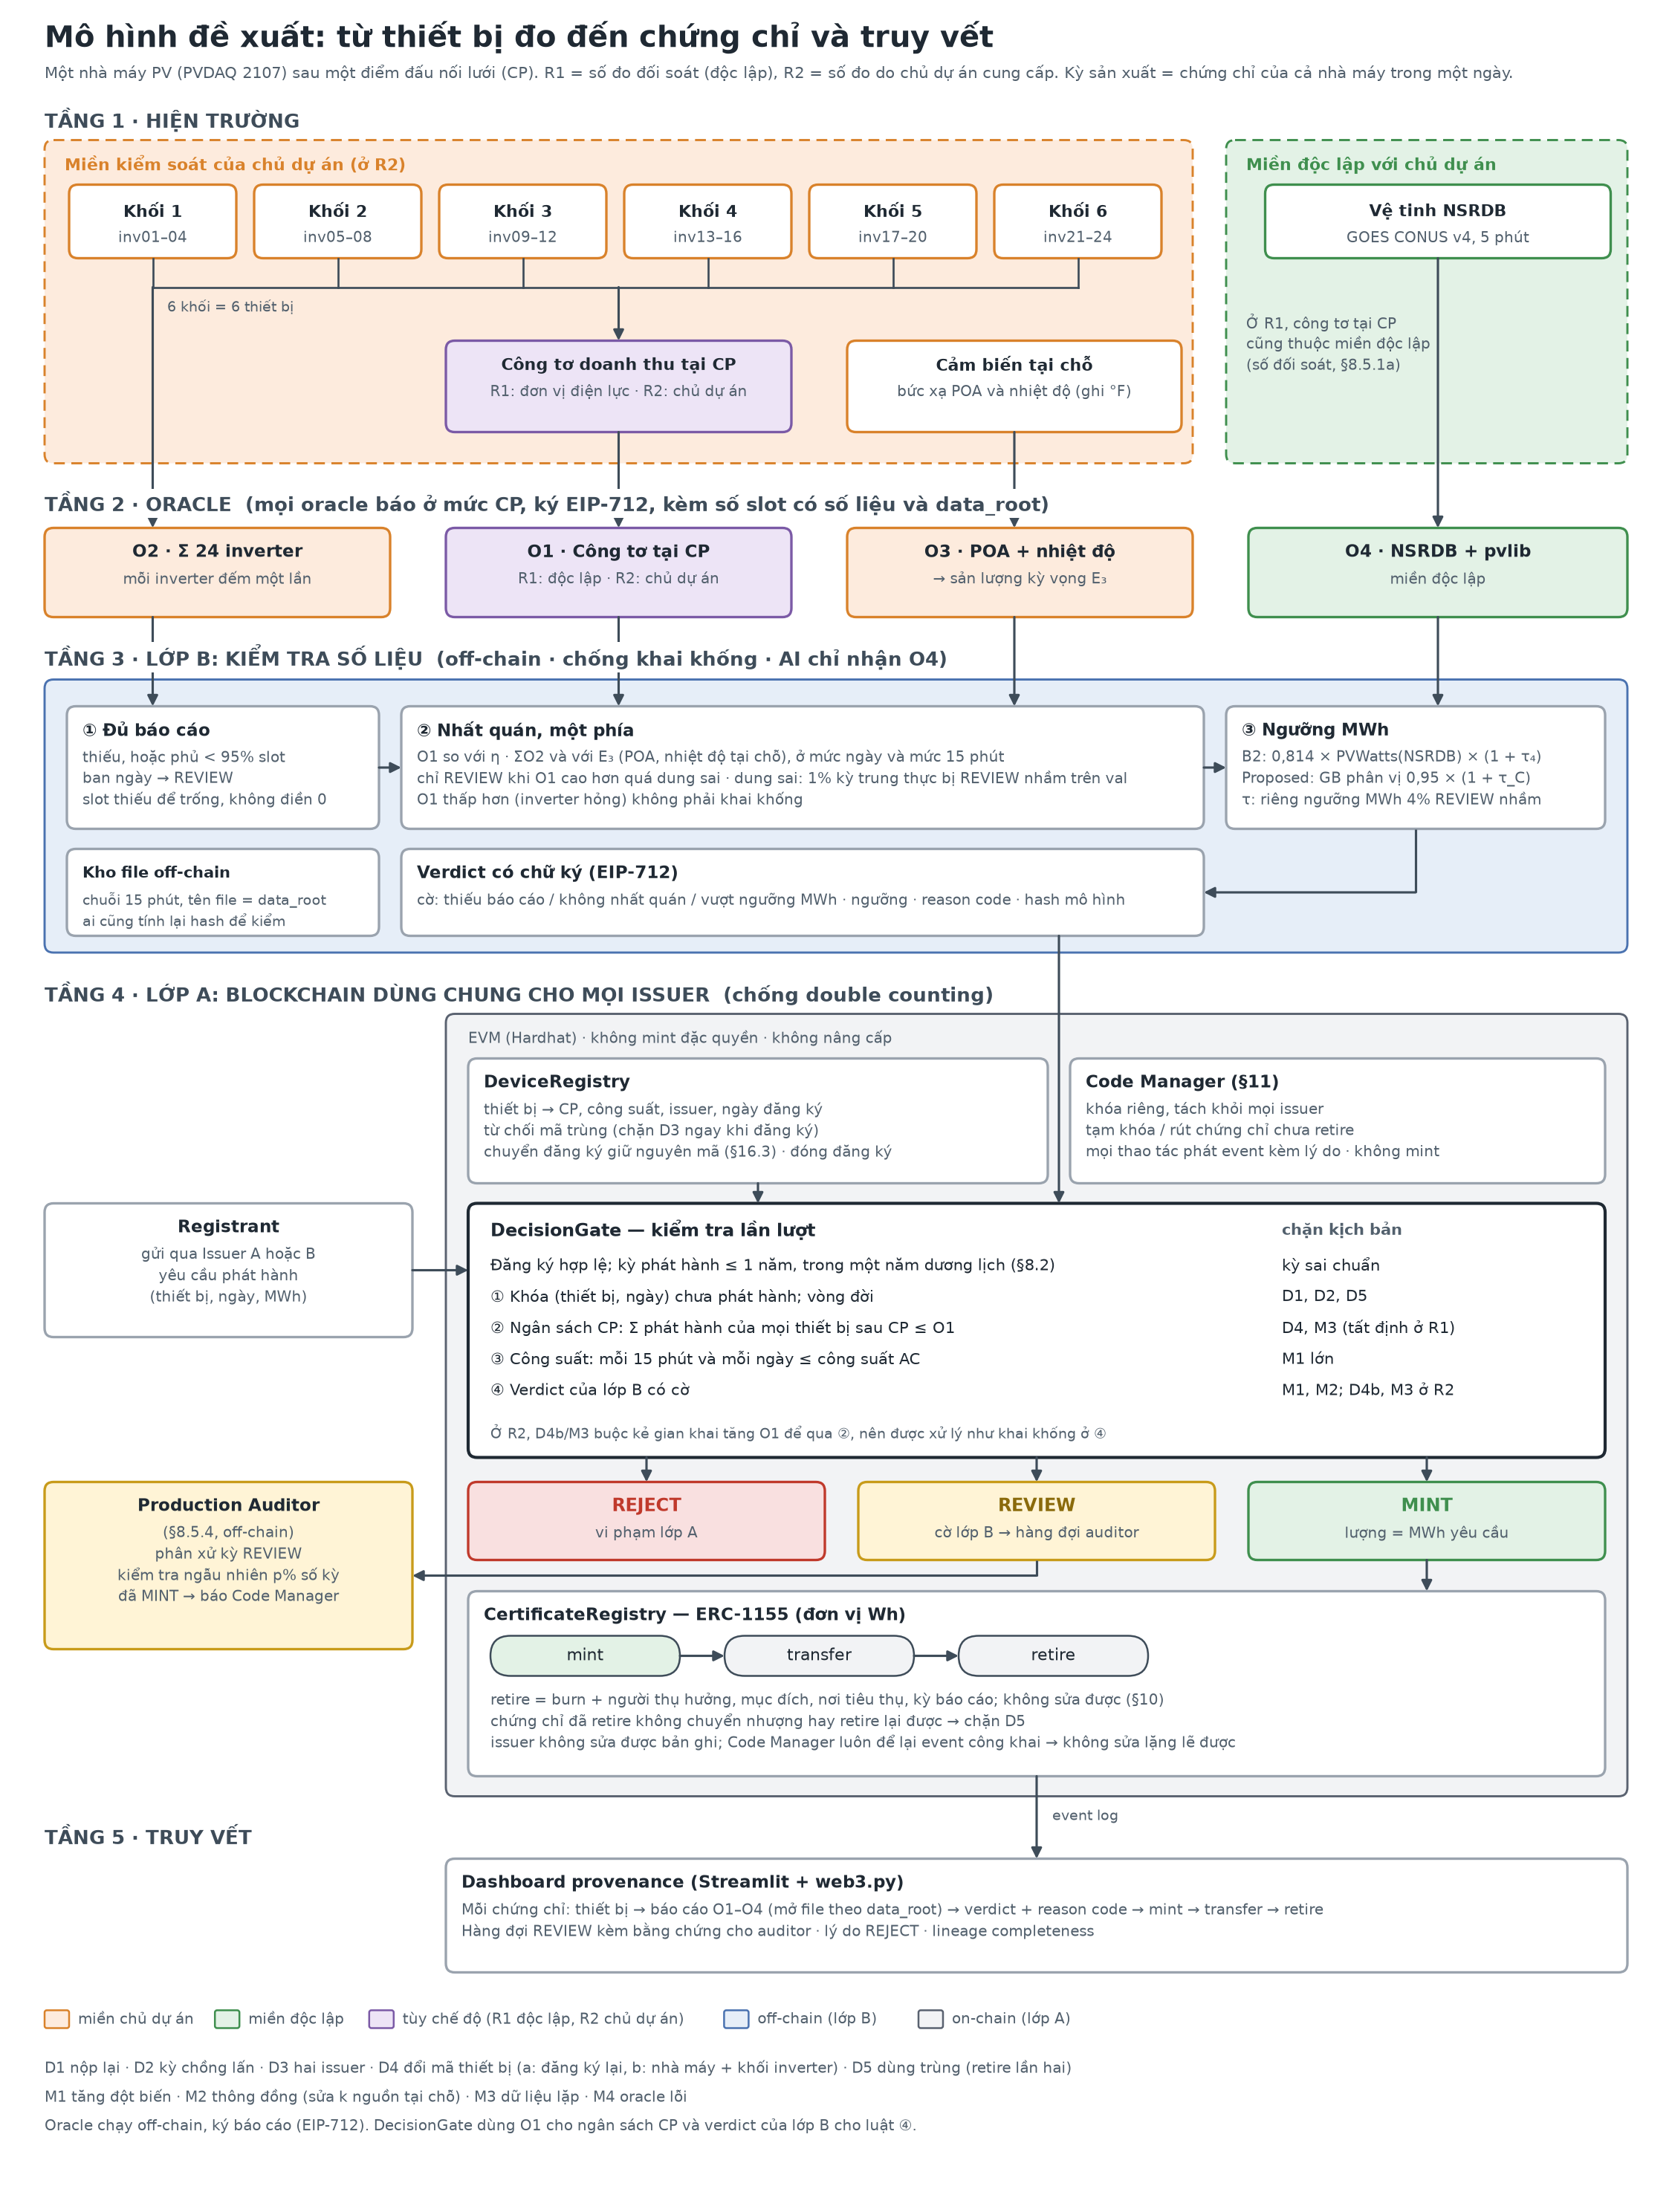 Mô hình đề xuất: từ thiết bị đo đến chứng chỉ và truy vết
Một nhà máy PV (PVDAQ 2107) sau một điểm đấu nối lưới (CP). R1 = số đo đối soát (độc lập), R2 = số đo do chủ dự án cung cấp. Kỳ sản xuất = chứng chỉ của cả nhà máy trong một ngày.
TẦNG 1 · HIỆN TRƯỜNG
Miền kiểm soát của chủ dự án (ở R2)
Khối 1
inv01–04
Khối 2
inv05–08
Khối 3
inv09–12
Khối 4
inv13–16
Khối 5
inv17–20
Khối 6
inv21–24
6 khối = 6 thiết bị
Công tơ doanh thu tại CP
R1: đơn vị điện lực · R2: chủ dự án
Cảm biến tại chỗ
bức xạ POA và nhiệt độ (ghi °F)
Miền độc lập với chủ dự án
Vệ tinh NSRDB
GOES CONUS v4, 5 phút
Ở R1, công tơ tại CP
cũng thuộc miền độc lập
(số đối soát, §8.5.1a)
TẦNG 2 · ORACLE (mọi oracle báo ở mức CP, ký EIP-712, kèm số slot có số liệu và data_root)
O2 · Σ 24 inverter
mỗi inverter đếm một lần
O1 · Công tơ tại CP
R1: độc lập · R2: chủ dự án
O3 · POA + nhiệt độ
→ sản lượng kỳ vọng E₃
O4 · NSRDB + pvlib
miền độc lập
TẦNG 3 · LỚP B: KIỂM TRA SỐ LIỆU (off-chain · chống khai khống · AI chỉ nhận O4)
① Đủ báo cáo
thiếu, hoặc phủ < 95% slot
ban ngày → REVIEW
slot thiếu để trống, không điền 0
② Nhất quán, một phía
O1 so với η · ΣO2 và với E₃ (POA, nhiệt độ tại chỗ), ở mức ngày và mức 15 phút
chỉ REVIEW khi O1 cao hơn quá dung sai · dung sai: 1% kỳ trung thực bị REVIEW nhầm trên val
O1 thấp hơn (inverter hỏng) không phải khai khống
③ Ngưỡng MWh
B2: 0,814 × PVWatts(NSRDB) × (1 + τ₄)
Proposed: GB phân vị 0,95 × (1 + τ_C)
τ: riêng ngưỡng MWh 4% REVIEW nhầm
Kho file off-chain
chuỗi 15 phút, tên file = data_root
ai cũng tính lại hash để kiểm
Verdict có chữ ký (EIP-712)
cờ: thiếu báo cáo / không nhất quán / vượt ngưỡng MWh · ngưỡng · reason code · hash mô hình
TẦNG 4 · LỚP A: BLOCKCHAIN DÙNG CHUNG CHO MỌI ISSUER (chống double counting)
EVM (Hardhat) · không mint đặc quyền · không nâng cấp
DeviceRegistry
thiết bị → CP, công suất, issuer, ngày đăng ký
từ chối mã trùng (chặn D3 ngay khi đăng ký)
chuyển đăng ký giữ nguyên mã (§16.3) · đóng đăng ký
Code Manager (§11)
khóa riêng, tách khỏi mọi issuer
tạm khóa / rút chứng chỉ chưa retire
mọi thao tác phát event kèm lý do · không mint
Registrant
gửi qua Issuer A hoặc B
yêu cầu phát hành
(thiết bị, ngày, MWh)
DecisionGate — kiểm tra lần lượt
chặn kịch bản
Đăng ký hợp lệ; kỳ phát hành ≤ 1 năm, trong một năm dương lịch (§8.2)
kỳ sai chuẩn
① Khóa (thiết bị, ngày) chưa phát hành; vòng đời
D1, D2, D5
② Ngân sách CP: Σ phát hành của mọi thiết bị sau CP ≤ O1
D4, M3 (tất định ở R1)
③ Công suất: mỗi 15 phút và mỗi ngày ≤ công suất AC
M1 lớn
④ Verdict của lớp B có cờ
M1, M2; D4b, M3 ở R2
Ở R2, D4b/M3 buộc kẻ gian khai tăng O1 để qua ②, nên được xử lý như khai khống ở ④
Production Auditor
(§8.5.4, off-chain)
phân xử kỳ REVIEW
kiểm tra ngẫu nhiên p% số kỳ
đã MINT → báo Code Manager
REJECT
vi phạm lớp A
REVIEW
cờ lớp B → hàng đợi auditor
MINT
lượng = MWh yêu cầu
CertificateRegistry — ERC-1155 (đơn vị Wh)
mint
transfer
retire
retire = burn + người thụ hưởng, mục đích, nơi tiêu thụ, kỳ báo cáo; không sửa được (§10)
chứng chỉ đã retire không chuyển nhượng hay retire lại được → chặn D5
issuer không sửa được bản ghi; Code Manager luôn để lại event công khai → không sửa lặng lẽ được
event log
TẦNG 5 · TRUY VẾT
Dashboard provenance (Streamlit + web3.py)
Mỗi chứng chỉ: thiết bị → báo cáo O1–O4 (mở file theo data_root) → verdict + reason code → mint → transfer → retire
Hàng đợi REVIEW kèm bằng chứng cho auditor · lý do REJECT · lineage completeness
miền chủ dự án
miền độc lập
tùy chế độ (R1 độc lập, R2 chủ dự án)
off-chain (lớp B)
on-chain (lớp A)
D1 nộp lại · D2 kỳ chồng lấn · D3 hai issuer · D4 đổi mã thiết bị (a: đăng ký lại, b: nhà máy + khối inverter) · D5 dùng trùng (retire lần hai)
M1 tăng đột biến · M2 thông đồng (sửa k nguồn tại chỗ) · M3 dữ liệu lặp · M4 oracle lỗi
Oracle chạy off-chain, ký báo cáo (EIP-712). DecisionGate dùng O1 cho ngân sách CP và verdict của lớp B cho luật ④.